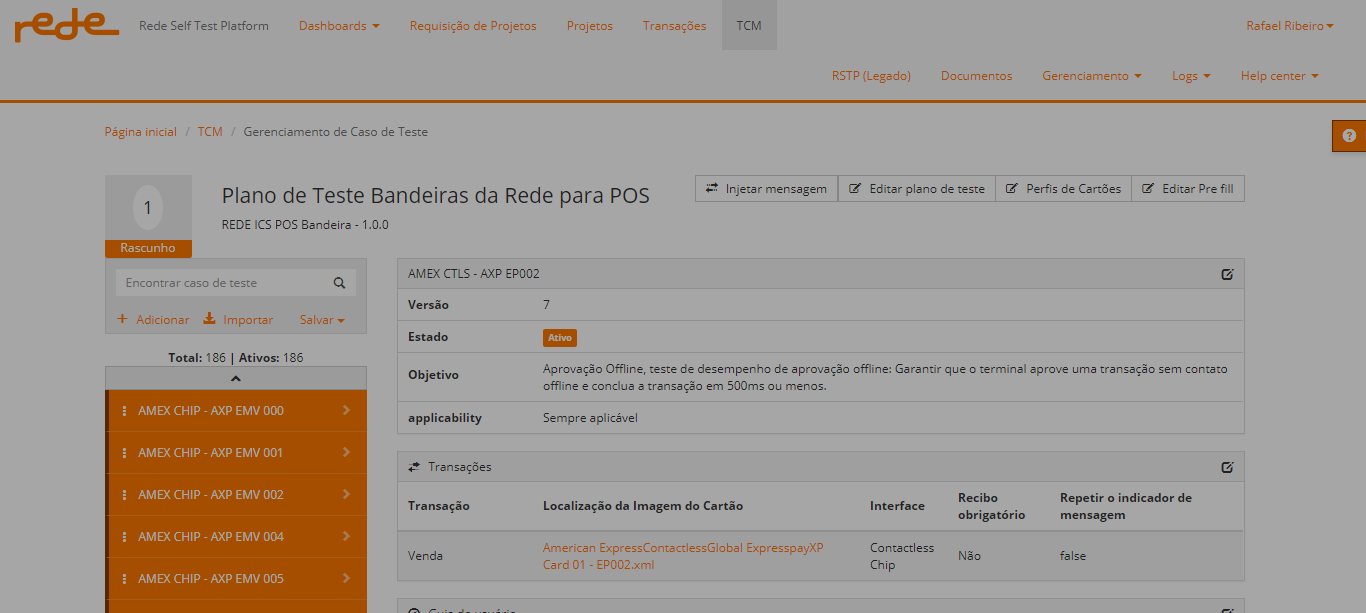 rede
Rede Self Test Platform
Dashboards
Requisição de Projetos
Projetos
Transações
TCM
Rafael Ribeiro
RSTP (Legado)
Documentos
Gerenciamento
Logs
Help center
Página inicial / TCM / Gerenciamento de Caso de Teste
?
1
Rascunho
Plano de Teste Bandeiras da Rede para POS
REDE ICS POS Bandeira - 1.0.0
Injetar mensagem
Editar plano de teste
Perfis de Cartões
Editar Pre fill
Encontrar caso de teste
+ Adicionar
Importar
Salvar
Total: 186 | Ativos: 186
AMEX CHIP - AXP EMV 000
AMEX CHIP - AXP EMV 001
AMEX CHIP - AXP EMV 002
AMEX CHIP - AXP EMV 004
AMEX CHIP - AXP EMV 005
AMEX CTLS - AXP EP002
Versão
7
Estado
Ativo
Objetivo
Aprovação Offline, teste de desempenho de aprovação offline: Garantir que o terminal aprove uma transação sem contato
offline e conclua a transação em 500ms ou menos.
applicability
Sempre aplicável
Transações
Transação
Localização da Imagem do Cartão
Interface
Recibo
obrigatório
Repetir o indicador de
mensagem
Venda
American ExpressContactlessGlobal ExpresspayXP
Card 01 - EP002.xml
Contactless
Chip
Não
false
Guia do usuário